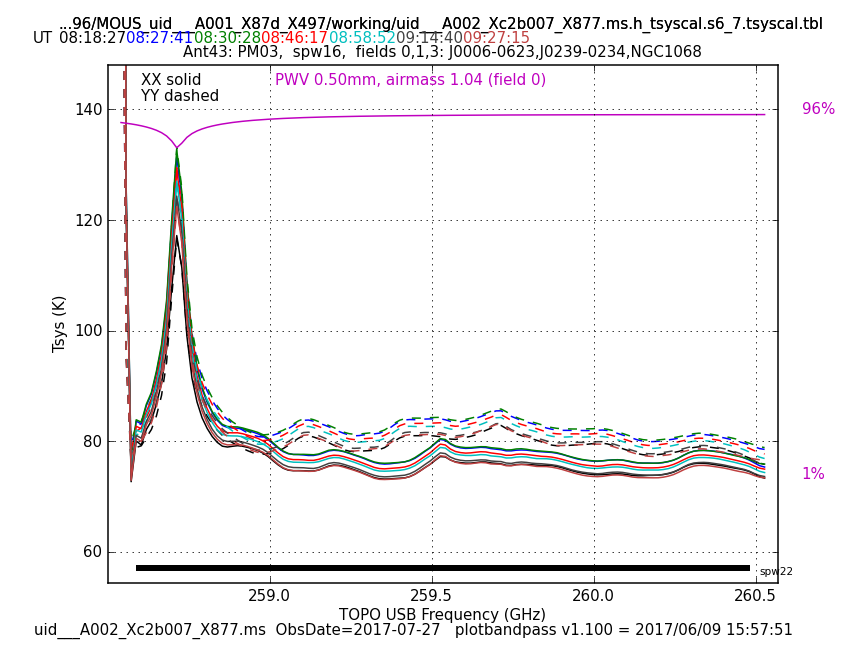 ...96/MOUS_uid___A001_X87d_X497/working/uid___A002_Xc2b007_X877.ms.h_tsyscal.s6_7.tsyscal.tbl
UT 08:18:27 08:27:41 08:30:28 08:46:17 08:58:52 09:14:40 09:27:15
Ant43: PM03, spw16, fields 0,1,3: J0006-0623,J0239-0234,NGC1068
XX solid
PWV 0.50mm, airmass 1.04 (field 0)
YY dashed
140
96%
120
Tsys (K)
100
80
1%
60
spw22
259.0 259.5 260.0 260.5
TOPO USB Frequency (GHz)
uid___A002_Xc2b007_X877.ms ObsDate=2017-07-27 plotbandpass v1.100 = 2017/06/09 15:57:51